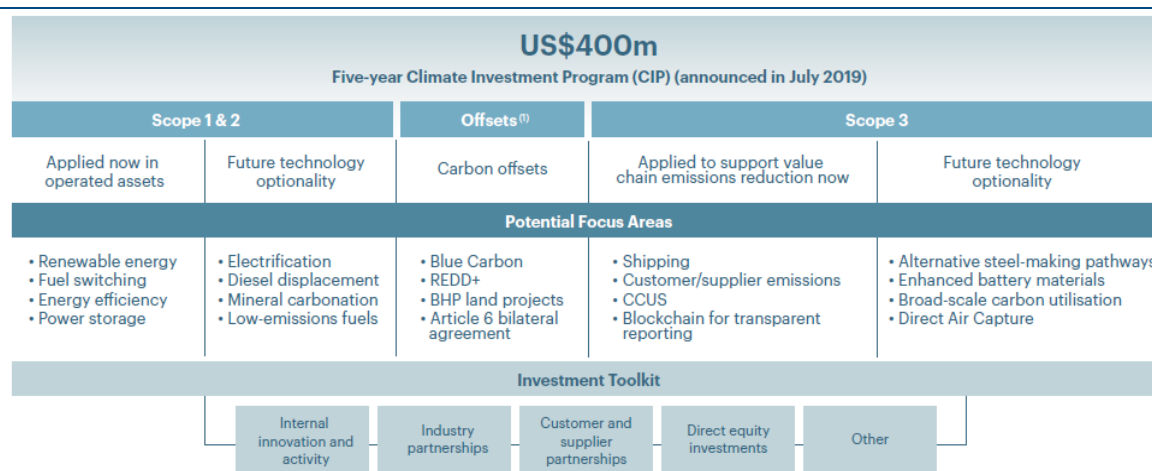 US$400m
Five-year Climate Investment Program (CIP) (announced in July 2019)
Scope 1 & 2
Offsets (1)
Scope 3
Applied now in
operated assets
Future technology
optionality
Carbon offsets
Applied to support value
chain emissions reduction now
Future technology
optionality
Potential Focus Areas
• Renewable energy
• Fuel switching
• Energy efficiency
• Power storage
• Electrification
• Diesel displacement
• Mineral carbonation
• Low-emissions fuels
• Blue Carbon
• REDD+
• BHP land projects
• Article 6 bilateral
agreement
• Shipping
• Customer/supplier emissions
• CCUS
• Blockchain for transparent
reporting
• Alternative steel-making pathways
• Enhanced battery materials
• Broad-scale carbon utilisation
• Direct Air Capture
Investment Toolkit
Internal
innovation and
activity
Industry
partnerships
Customer and
supplier
partnerships
Direct equity
investments
Other